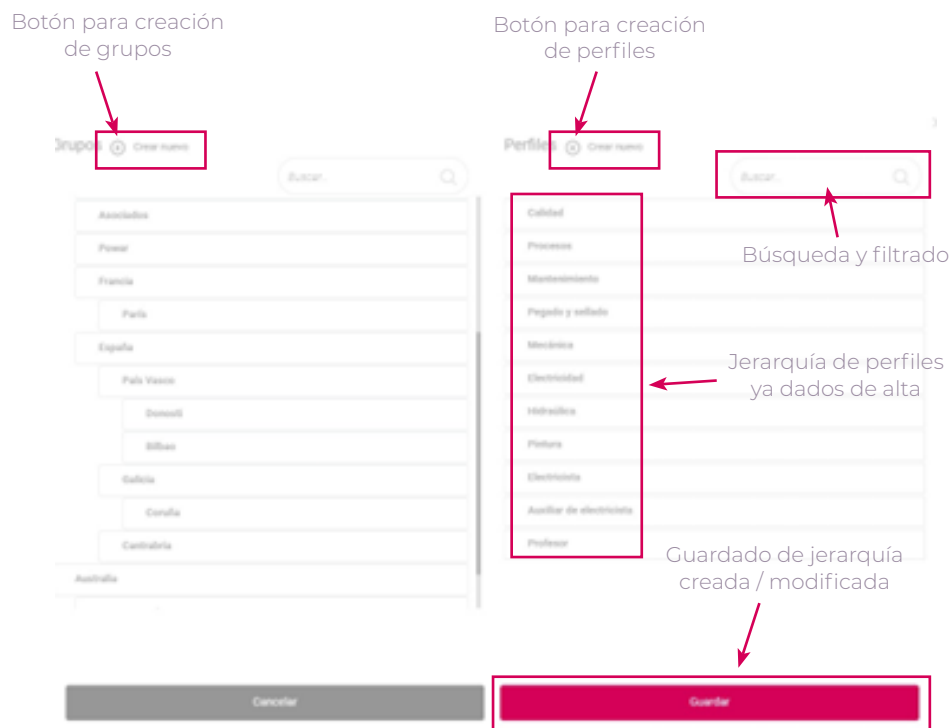 Botón para creación
de grupos
Botón para creación
de perfiles
Grupos
Crear nuevo
Perfiles
Crear nuevo
Buscar...
Buscar...
Asociados
Powar
Francia
París
España
País Vasco
Donosti
Bilbao
Galicia
Coruña
Cantrabria
Australia
Calidad
Procesos
Mantenimiento
Pegado y sellado
Mecánica
Electricidad
Hidraúlica
Pintura
Electricista
Auxiliar de electricista
Profesor
Búsqueda y filtrado
Jerarquía de perfiles
ya dados de alta
Guardado de jerarquía
creada / modificada
Cancelar
Guardar